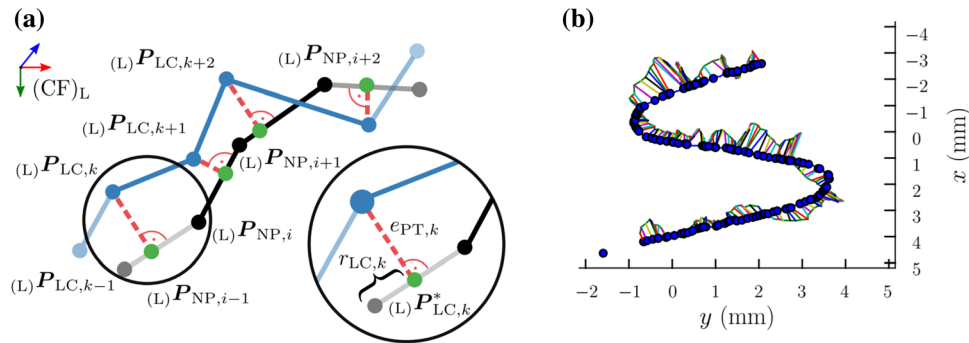 (a)
(CF)L
(L)PLC,k+2
(L)PNP,i+2
(L)PLC,k+1
(L)PLC,k
(L)PNP,i+1
(L)PNP,i
(L)PLC,k−1
(L)PNP,i−1
ePT,k
rLC,k
(L)P*LC,k
(b)
−4
−3
−2
−1
0
1
2
3
4
5
x (mm)
−2 −1 0 1 2 3 4 5
y (mm)